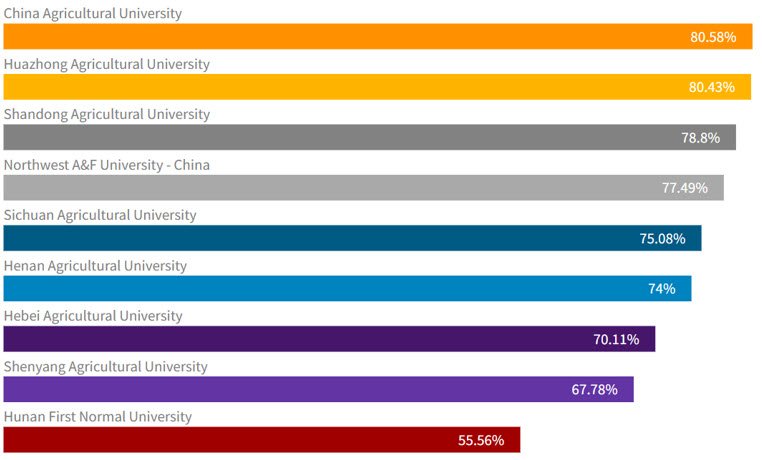 China Agricultural University
80.58%
Huazhong Agricultural University
80.43%
Shandong Agricultural University
78.8%
Northwest A&F University - China
77.49%
Sichuan Agricultural University
75.08%
Henan Agricultural University
74%
Hebei Agricultural University
70.11%
Shenyang Agricultural University
67.78%
Hunan First Normal University
55.56%